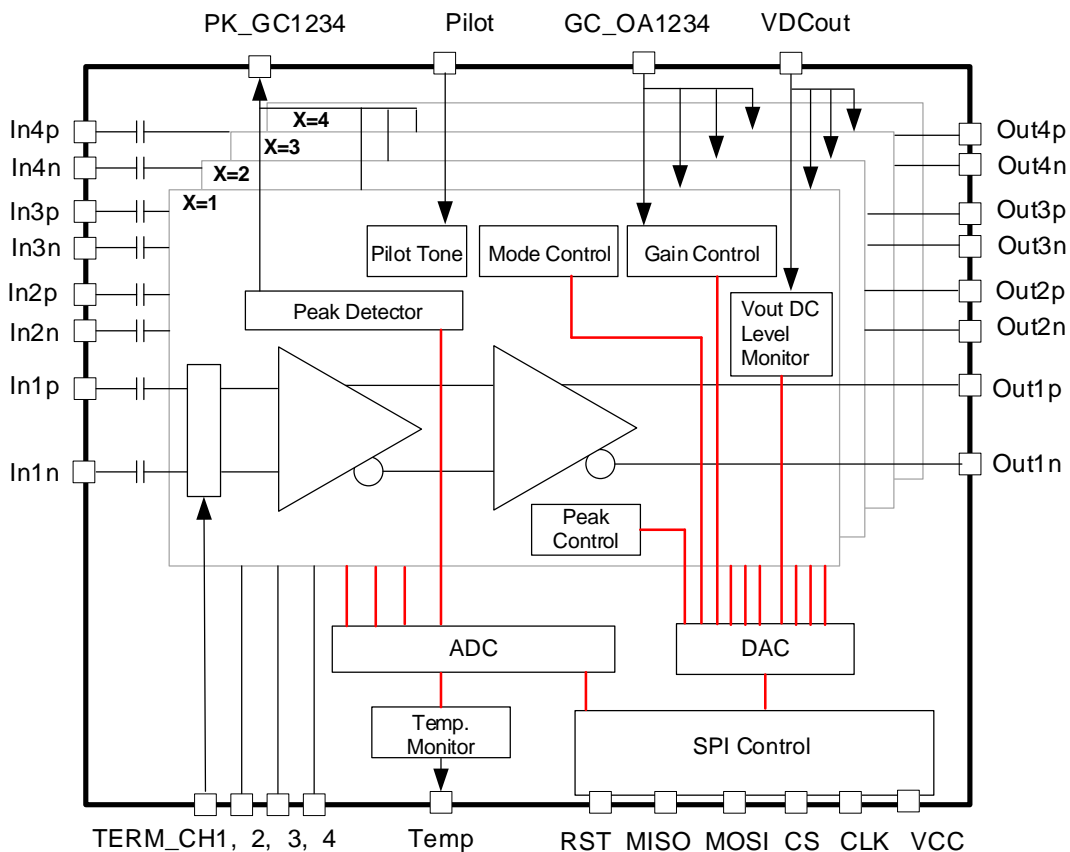 PK_GC1234
Pilot
GC_OA1234
VDCout
In4p
In4n
In3p
In3n
In2p
In2n
In1p
In1n
X=4
X=3
X=2
X=1
Out4p
Out4n
Out3p
Out3n
Out2p
Out2n
Out1p
Out1n
Pilot Tone
Mode Control
Gain Control
Peak Detector
Vout DC
Level
Monitor
Peak
Control
ADC
DAC
Temp.
Monitor
SPI Control
TERM_CH1, 2, 3, 4
Temp
RST
MISO
MOSI
CS
CLK
VCC